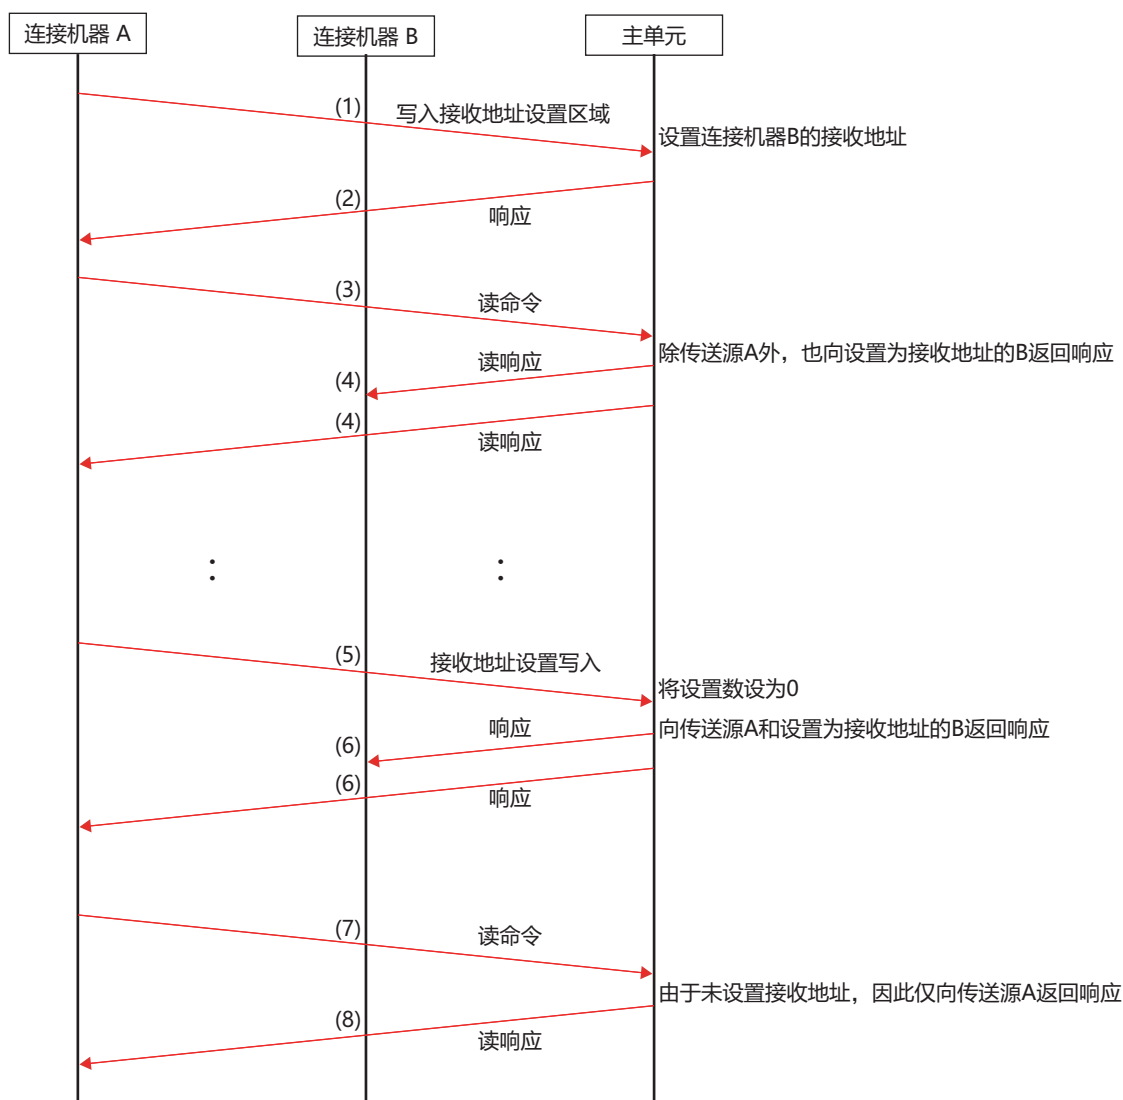 连接机器 A
连接机器 B
主单元
(1)
写入接收地址设置区域
设置连接机器B的接收地址
(2)
响应
(3)
读命令
除传送源A外，也向设置为接收地址的B返回响应
读响应
(4)
(4)
读响应
:
:
(5)
接收地址设置写入
将设置数设为0
向传送源A和设置为接收地址的B返回响应
响应
(6)
(6)
响应
(7)
读命令
由于未设置接收地址，因此仅向传送源A返回响应
(8)
读响应